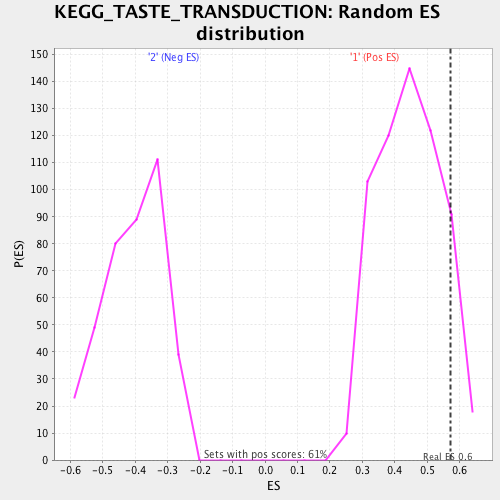 KEGG_TASTE_TRANSDUCTION: Random ES
distribution
'2' (Neg ES)
'1' (Pos ES)
150
140
130
120
110
100
90
80
70
60
50
40
30
20
10
0
P(ES)
Sets with pos scores: 61%
Real ES 0.6
-0.6 -0.5 -0.4 -0.3 -0.2 -0.1 0.0 0.1 0.2 0.3 0.4 0.5 0.6
ES